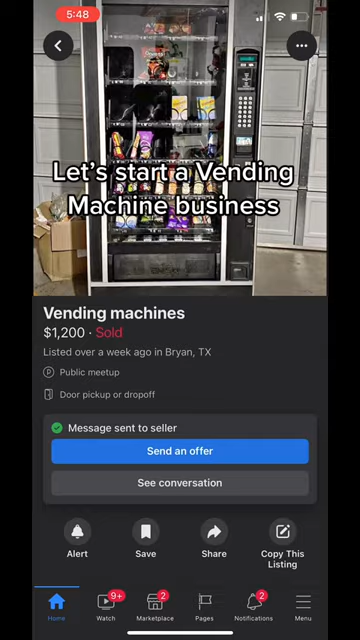 5:48
Let's start a Vending
Machine business
Vending machines
$1,200 · Sold
Listed over a week ago in Bryan, TX
Public meetup
Door pickup or dropoff
Message sent to seller
Send an offer
See conversation
Alert
Save
Share
Copy This
Listing
9+
2
2
Home
Watch
Marketplace
Pages
Notifications
Menu